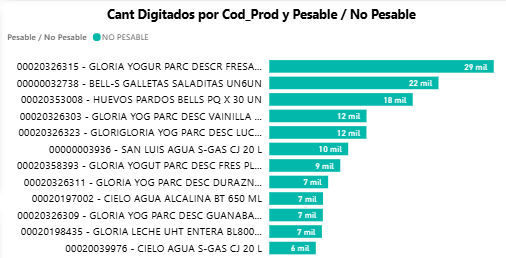 Cant Digitados por Cod_Prod y Pesable / No Pesable
Pesable / No Pesable NO PESABLE
00020326315 - GLORIA YOGUR PARC DESCR FRESA... 29 mil
00000032738 - BELL-S GALLETAS SALADITAS UN6UN 22 mil
00020353008 - HUEVOS PARDOS BELLS PQ X 30 UN 18 mil
00020326303 - GLORIA YOG PARC DESC VAINILLA ... 12 mil
00020326323 - GLORIGLORIA YOG PARC DESC LUC... 12 mil
00000003936 - SAN LUIS AGUA S-GAS CJ 20 L 10 mil
00020358393 - GLORIA YOGUT PARC DESC FRES PL... 9 mil
00020326311 - GLORIA YOG PARC DESC DURAZN... 7 mil
00020197002 - CIELO AGUA ALCALINA BT 650 ML 7 mil
00020326309 - GLORIA YOG PARC DESC GUANABA... 7 mil
00020198435 - GLORIA LECHE UHT ENTERA BL800... 7 mil
00020039976 - CIELO AGUA S-GAS CJ 20 L 6 mil